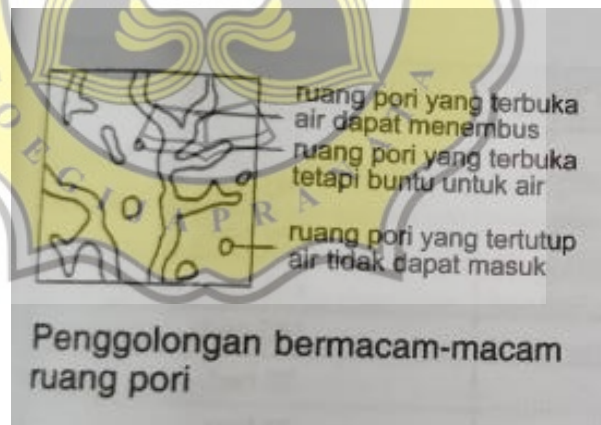 ruang pori yang terbuka
air dapat menembus
ruang pori yang terbuka
tetapi buntu untuk air
ruang pori yang tertutup
air tidak dapat masuk
Penggolongan bermacam-macam
ruang pori